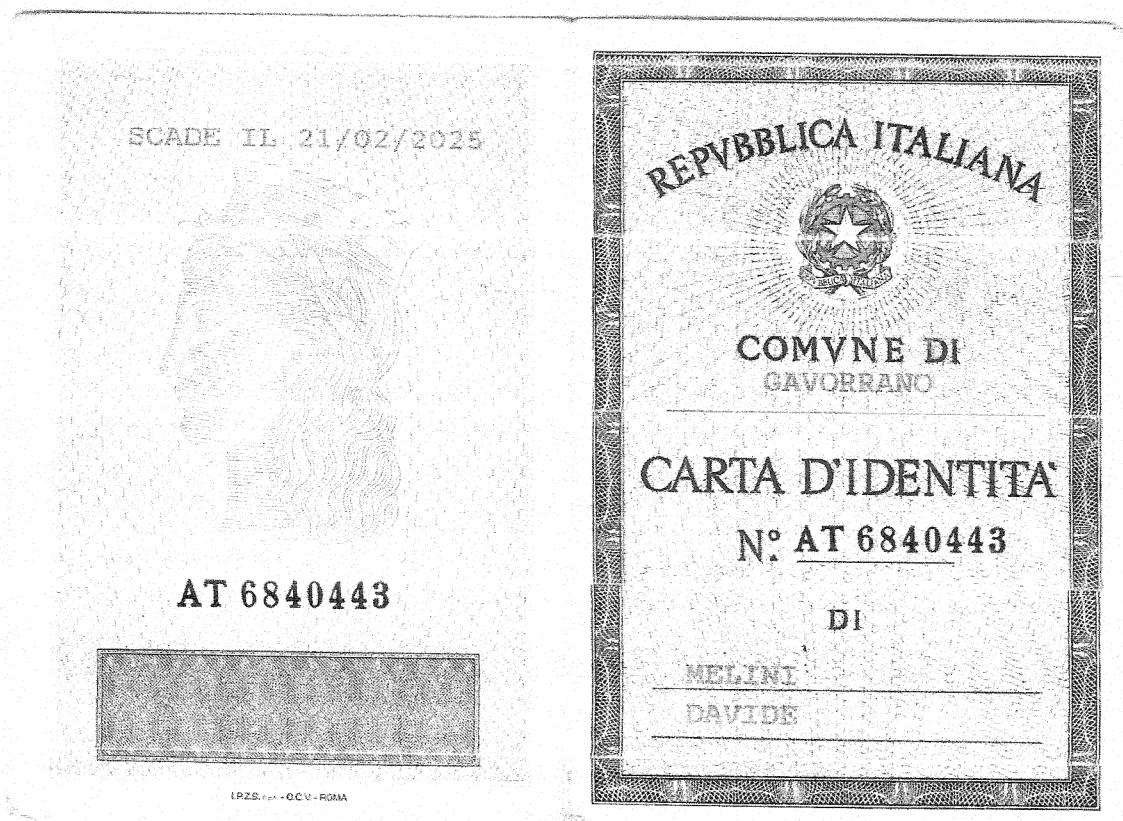 SCADE IL 21/02/2025
AT 6840443
I.P.Z.S. - O.C.V. - ROMA
REPVBBLICA ITALIANA
COMVNE DI
GAVORRANO
CARTA D'IDENTITA'
N° AT 6840443
DI
MELINI
DAVIDE